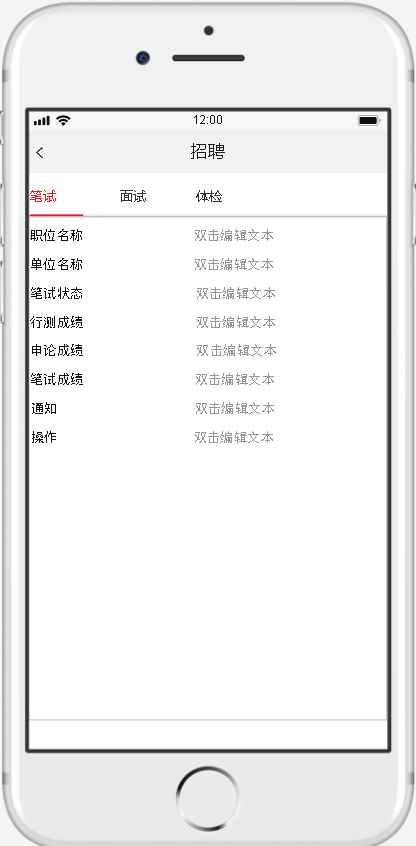 12:00
招聘
笔试 面试 体检
职位名称 双击编辑文本
单位名称 双击编辑文本
笔试状态 双击编辑文本
行测成绩 双击编辑文本
申论成绩 双击编辑文本
笔试成绩 双击编辑文本
通知 双击编辑文本
操作 双击编辑文本